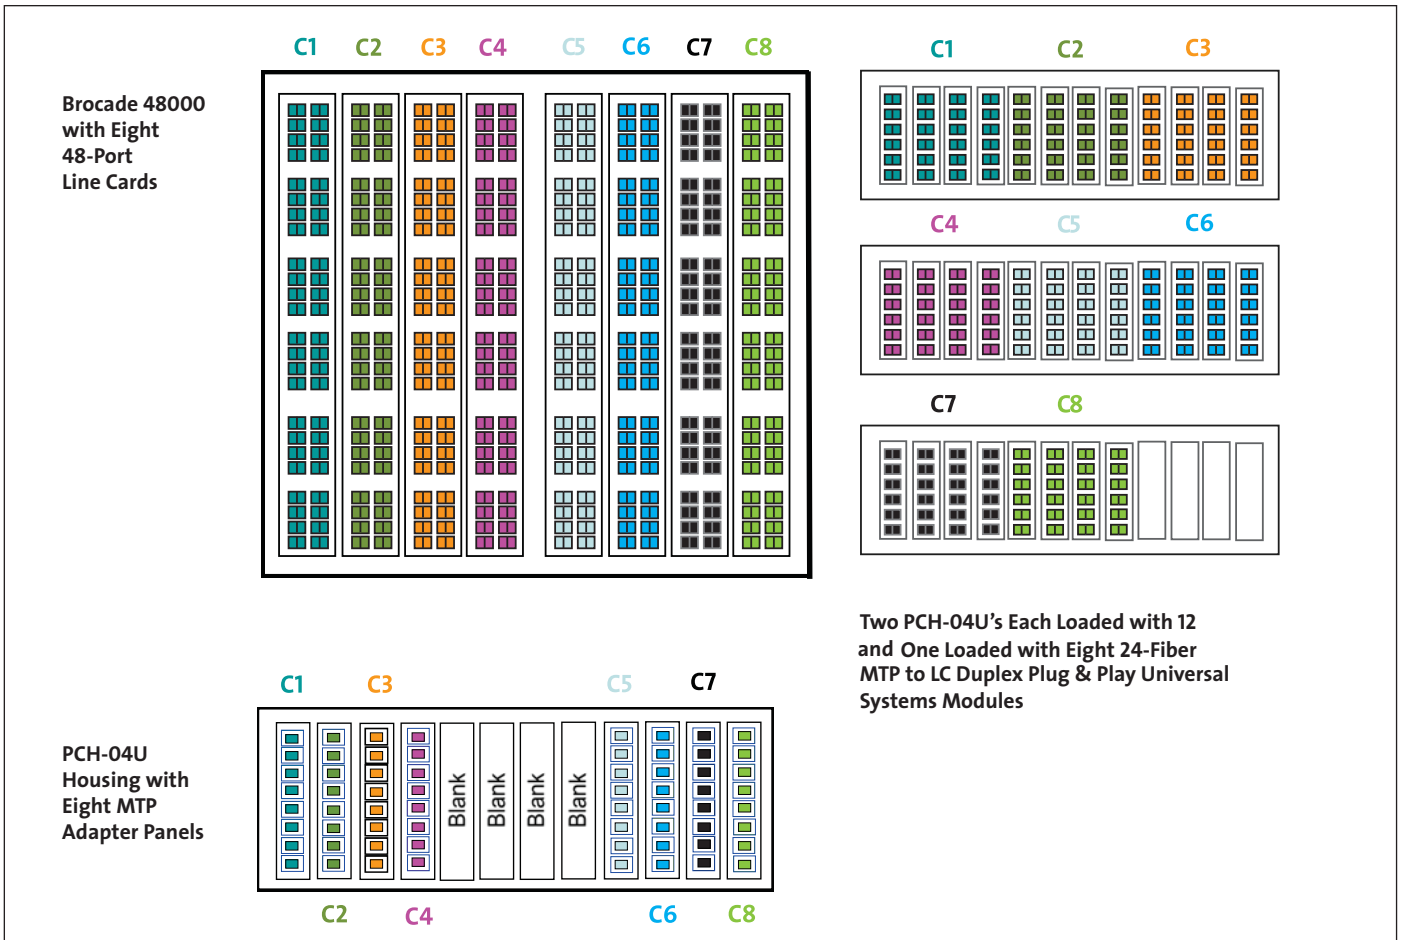 C1 C2 C3 C4 C5 C6 C7 C8
Brocade 48000
with Eight
48-Port
Line Cards
C1 C2 C3
C4 C5 C6
C7 C8
Two PCH-04U's Each Loaded with 12
and One Loaded with Eight 24-Fiber
MTP to LC Duplex Plug & Play Universal
Systems Modules
C1 C3 C5 C7
PCH-04U
Housing with
Eight MTP
Adapter Panels
Blank Blank Blank Blank
C2 C4 C6 C8